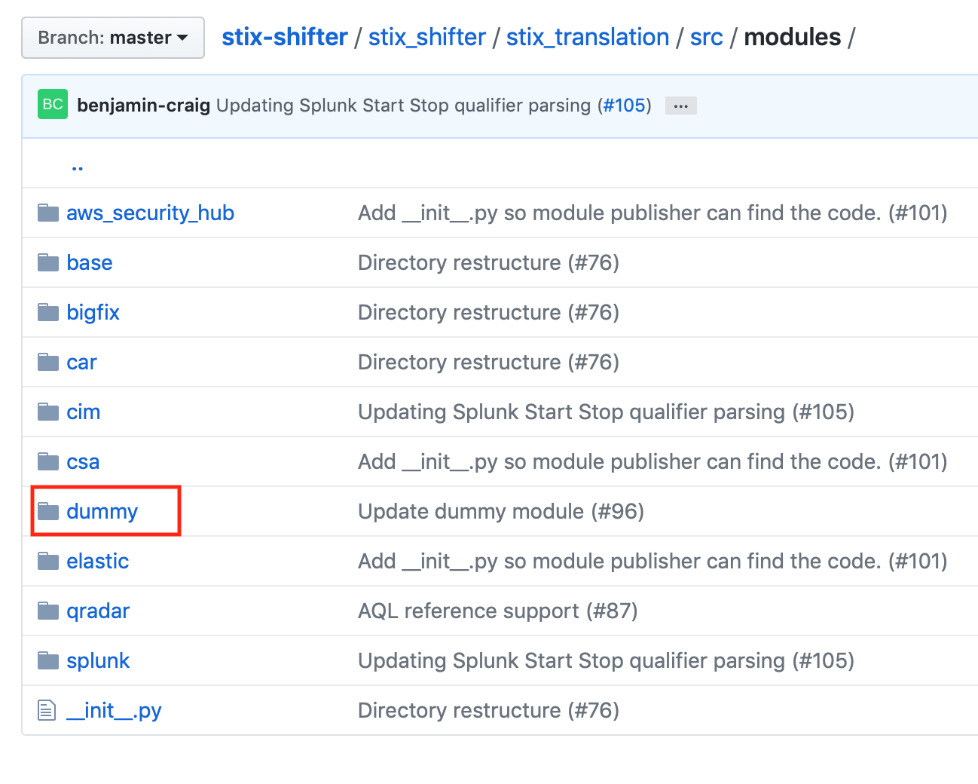 Branch: master stix-shifter / stix_shifter / stix_translation / src / modules /
BC benjamin-craig Updating Splunk Start Stop qualifier parsing (#105) ...
..
aws_security_hub Add __init__.py so module publisher can find the code. (#101)
base Directory restructure (#76)
bigfix Directory restructure (#76)
car Directory restructure (#76)
cim Updating Splunk Start Stop qualifier parsing (#105)
csa Add __init__.py so module publisher can find the code. (#101)
dummy Update dummy module (#96)
elastic Add __init__.py so module publisher can find the code. (#101)
qradar AQL reference support (#87)
splunk Updating Splunk Start Stop qualifier parsing (#105)
__init__.py Directory restructure (#76)